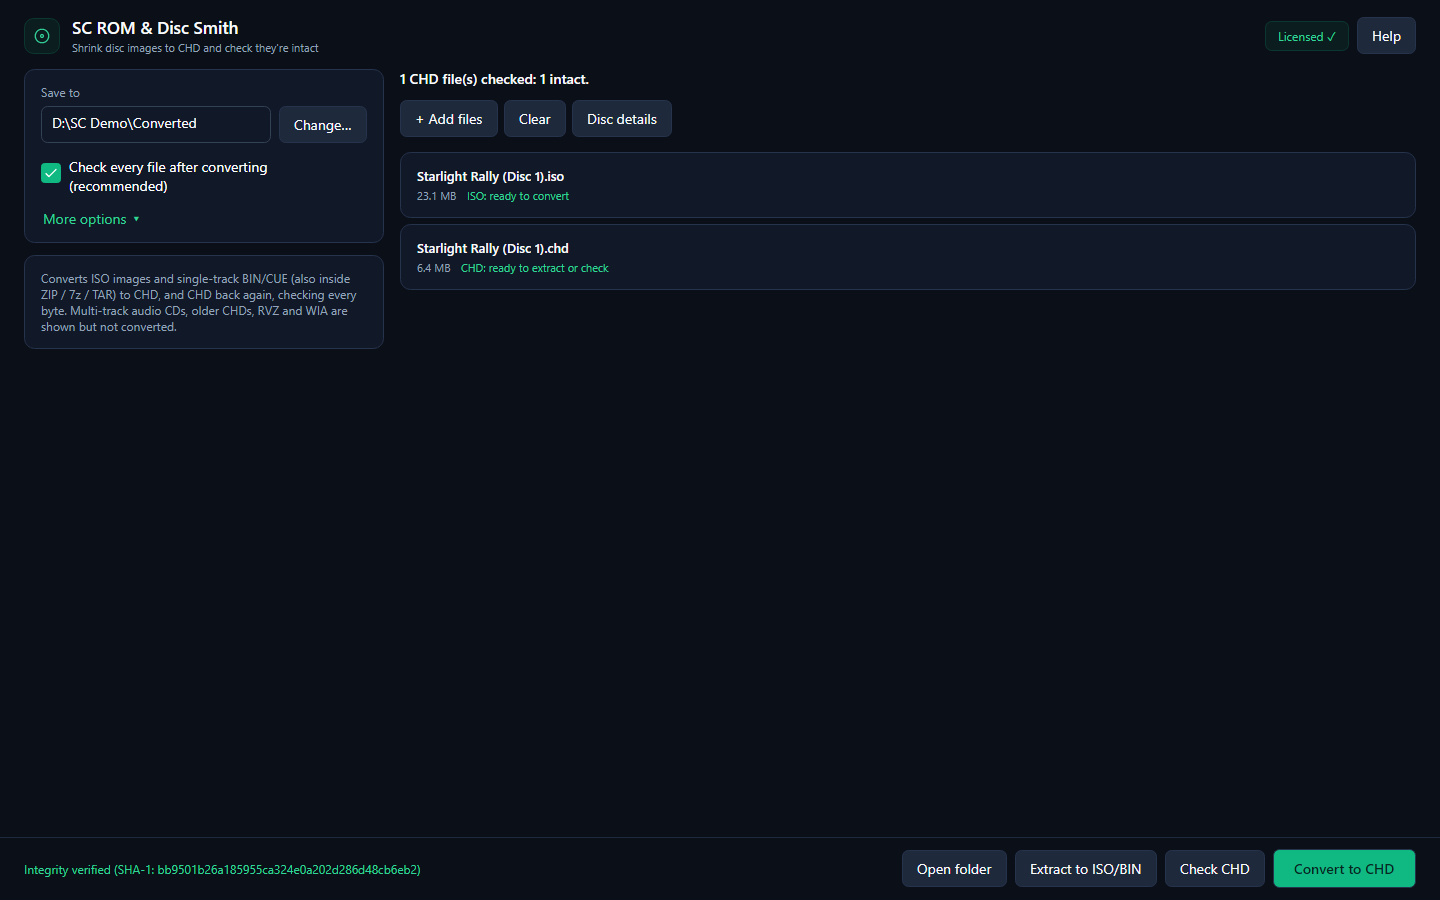 SC ROM & Disc Smith
Shrink disc images to CHD and check they're intact
Licensed ✓
Help
Save to
D:\SC Demo\Converted
Change...
Check every file after converting
(recommended)
More options ▾
Converts ISO images and single-track BIN/CUE (also inside
ZIP / 7z / TAR) to CHD, and CHD back again, checking every
byte. Multi-track audio CDs, older CHDs, RVZ and WIA are
shown but not converted.
1 CHD file(s) checked: 1 intact.
+ Add files
Clear
Disc details
Starlight Rally (Disc 1).iso
23.1 MB ISO: ready to convert
Starlight Rally (Disc 1).chd
6.4 MB CHD: ready to extract or check
Integrity verified (SHA-1: bb9501b26a185955ca324e0a202d286d48cb6eb2)
Open folder
Extract to ISO/BIN
Check CHD
Convert to CHD